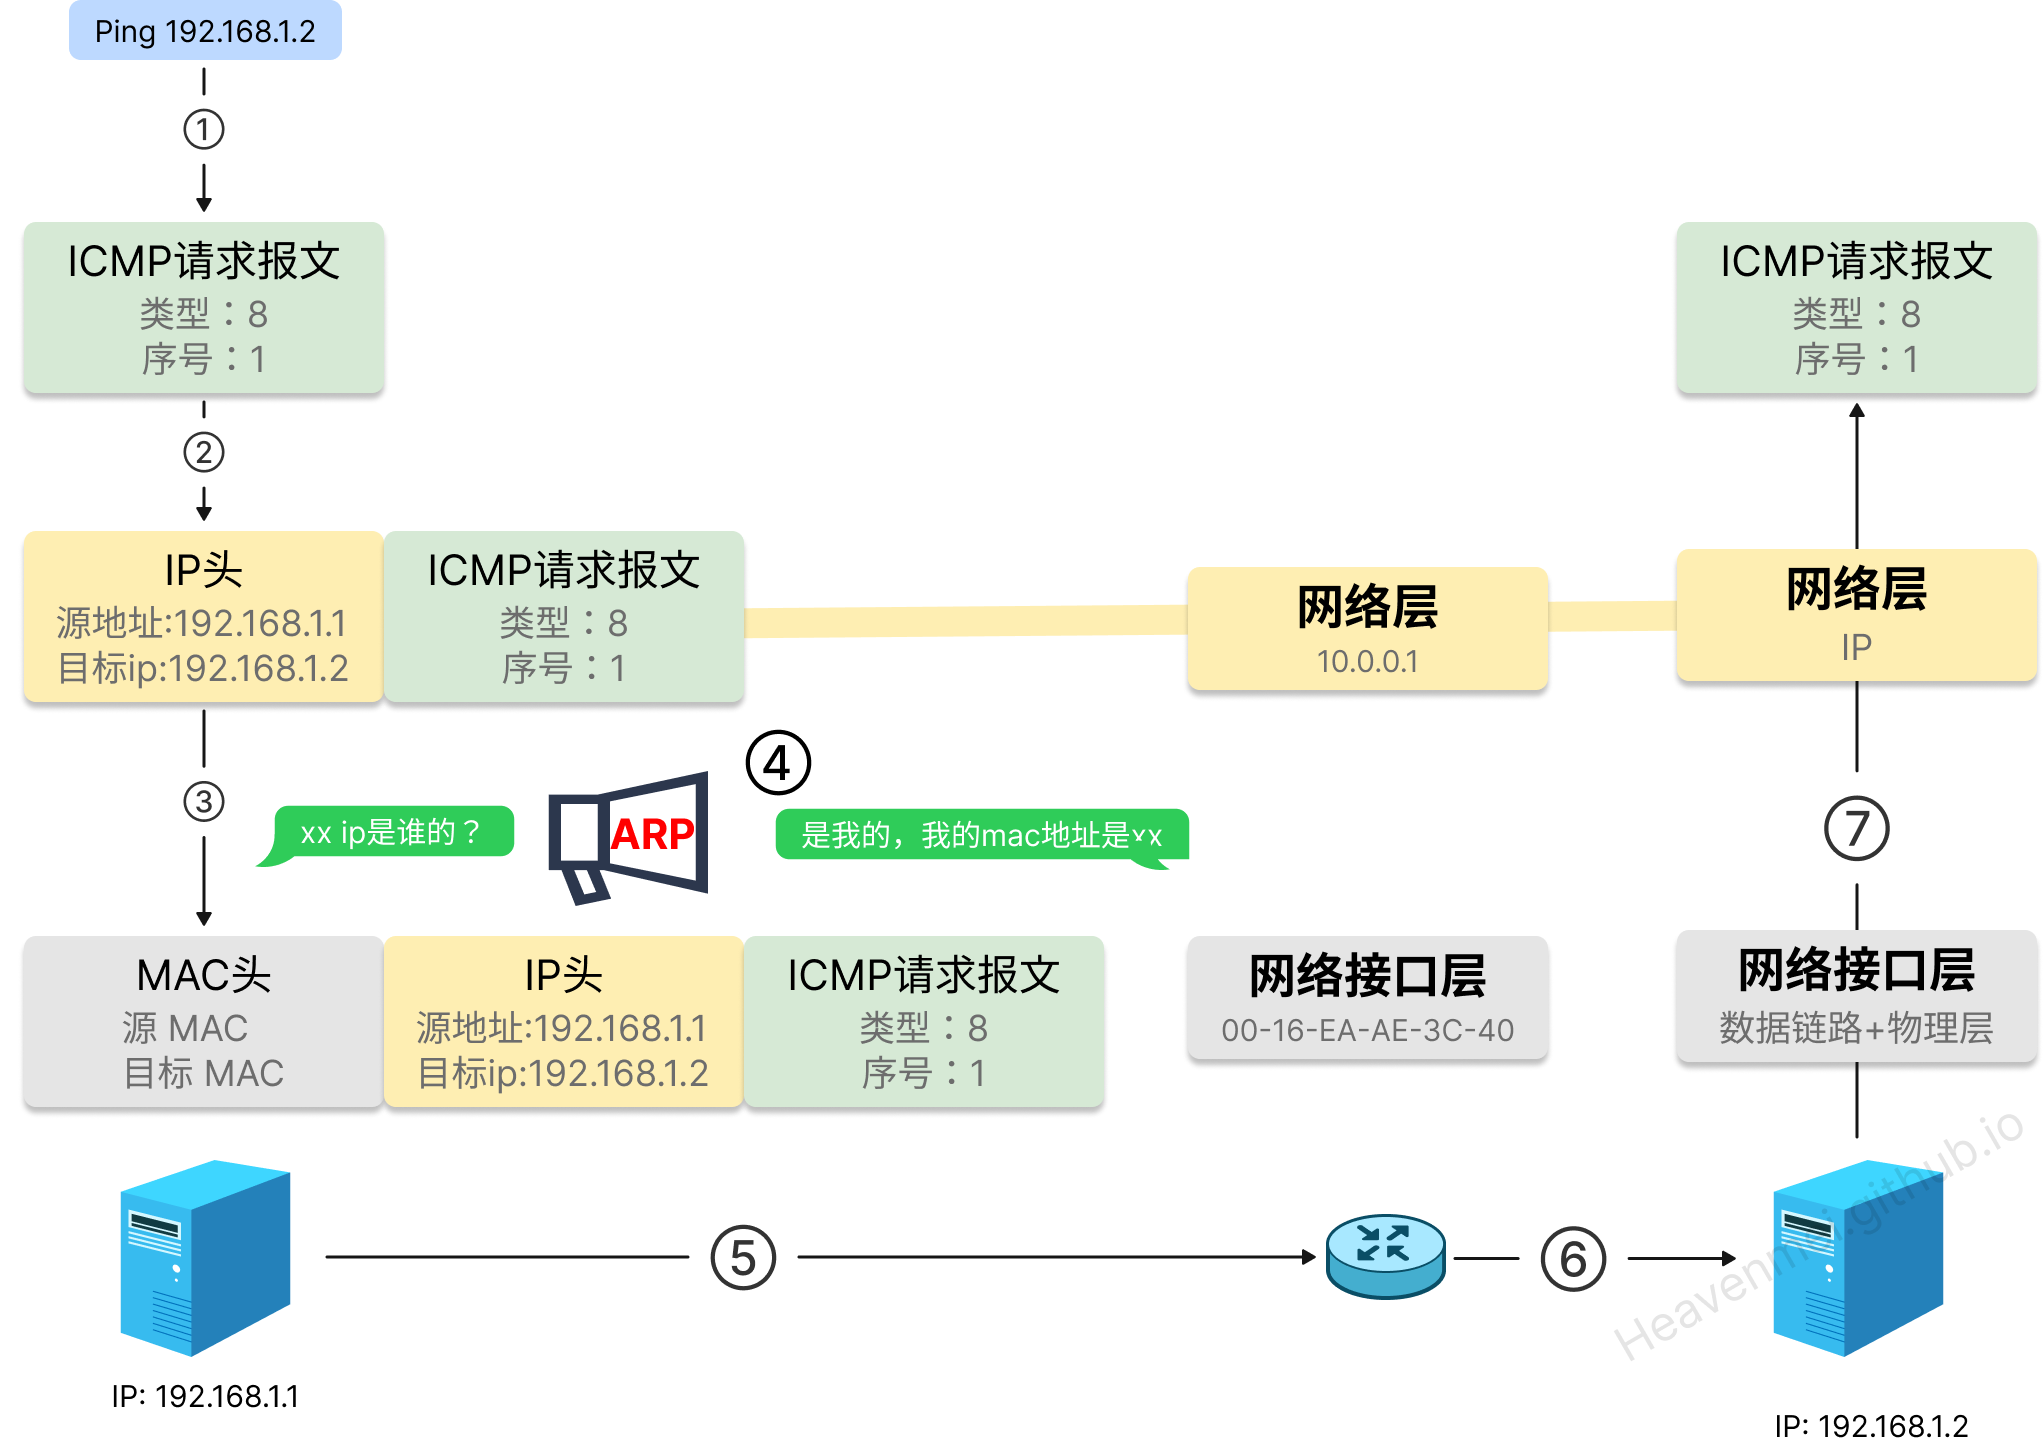 Ping 192.168.1.2
①
ICMP请求报文
类型：8
序号：1
ICMP请求报文
类型：8
序号：1
②
IP头
源地址:192.168.1.1
目标ip:192.168.1.2
ICMP请求报文
类型：8
序号：1
网络层
10.0.0.1
网络层
IP
③
xx ip是谁的？
ARP
④
是我的，我的mac地址是xx
⑦
MAC头
源 MAC
目标 MAC
IP头
源地址:192.168.1.1
目标ip:192.168.1.2
ICMP请求报文
类型：8
序号：1
网络接口层
00-16-EA-AE-3C-40
网络接口层
数据链路+物理层
⑤
⑥
IP: 192.168.1.1
IP: 192.168.1.2